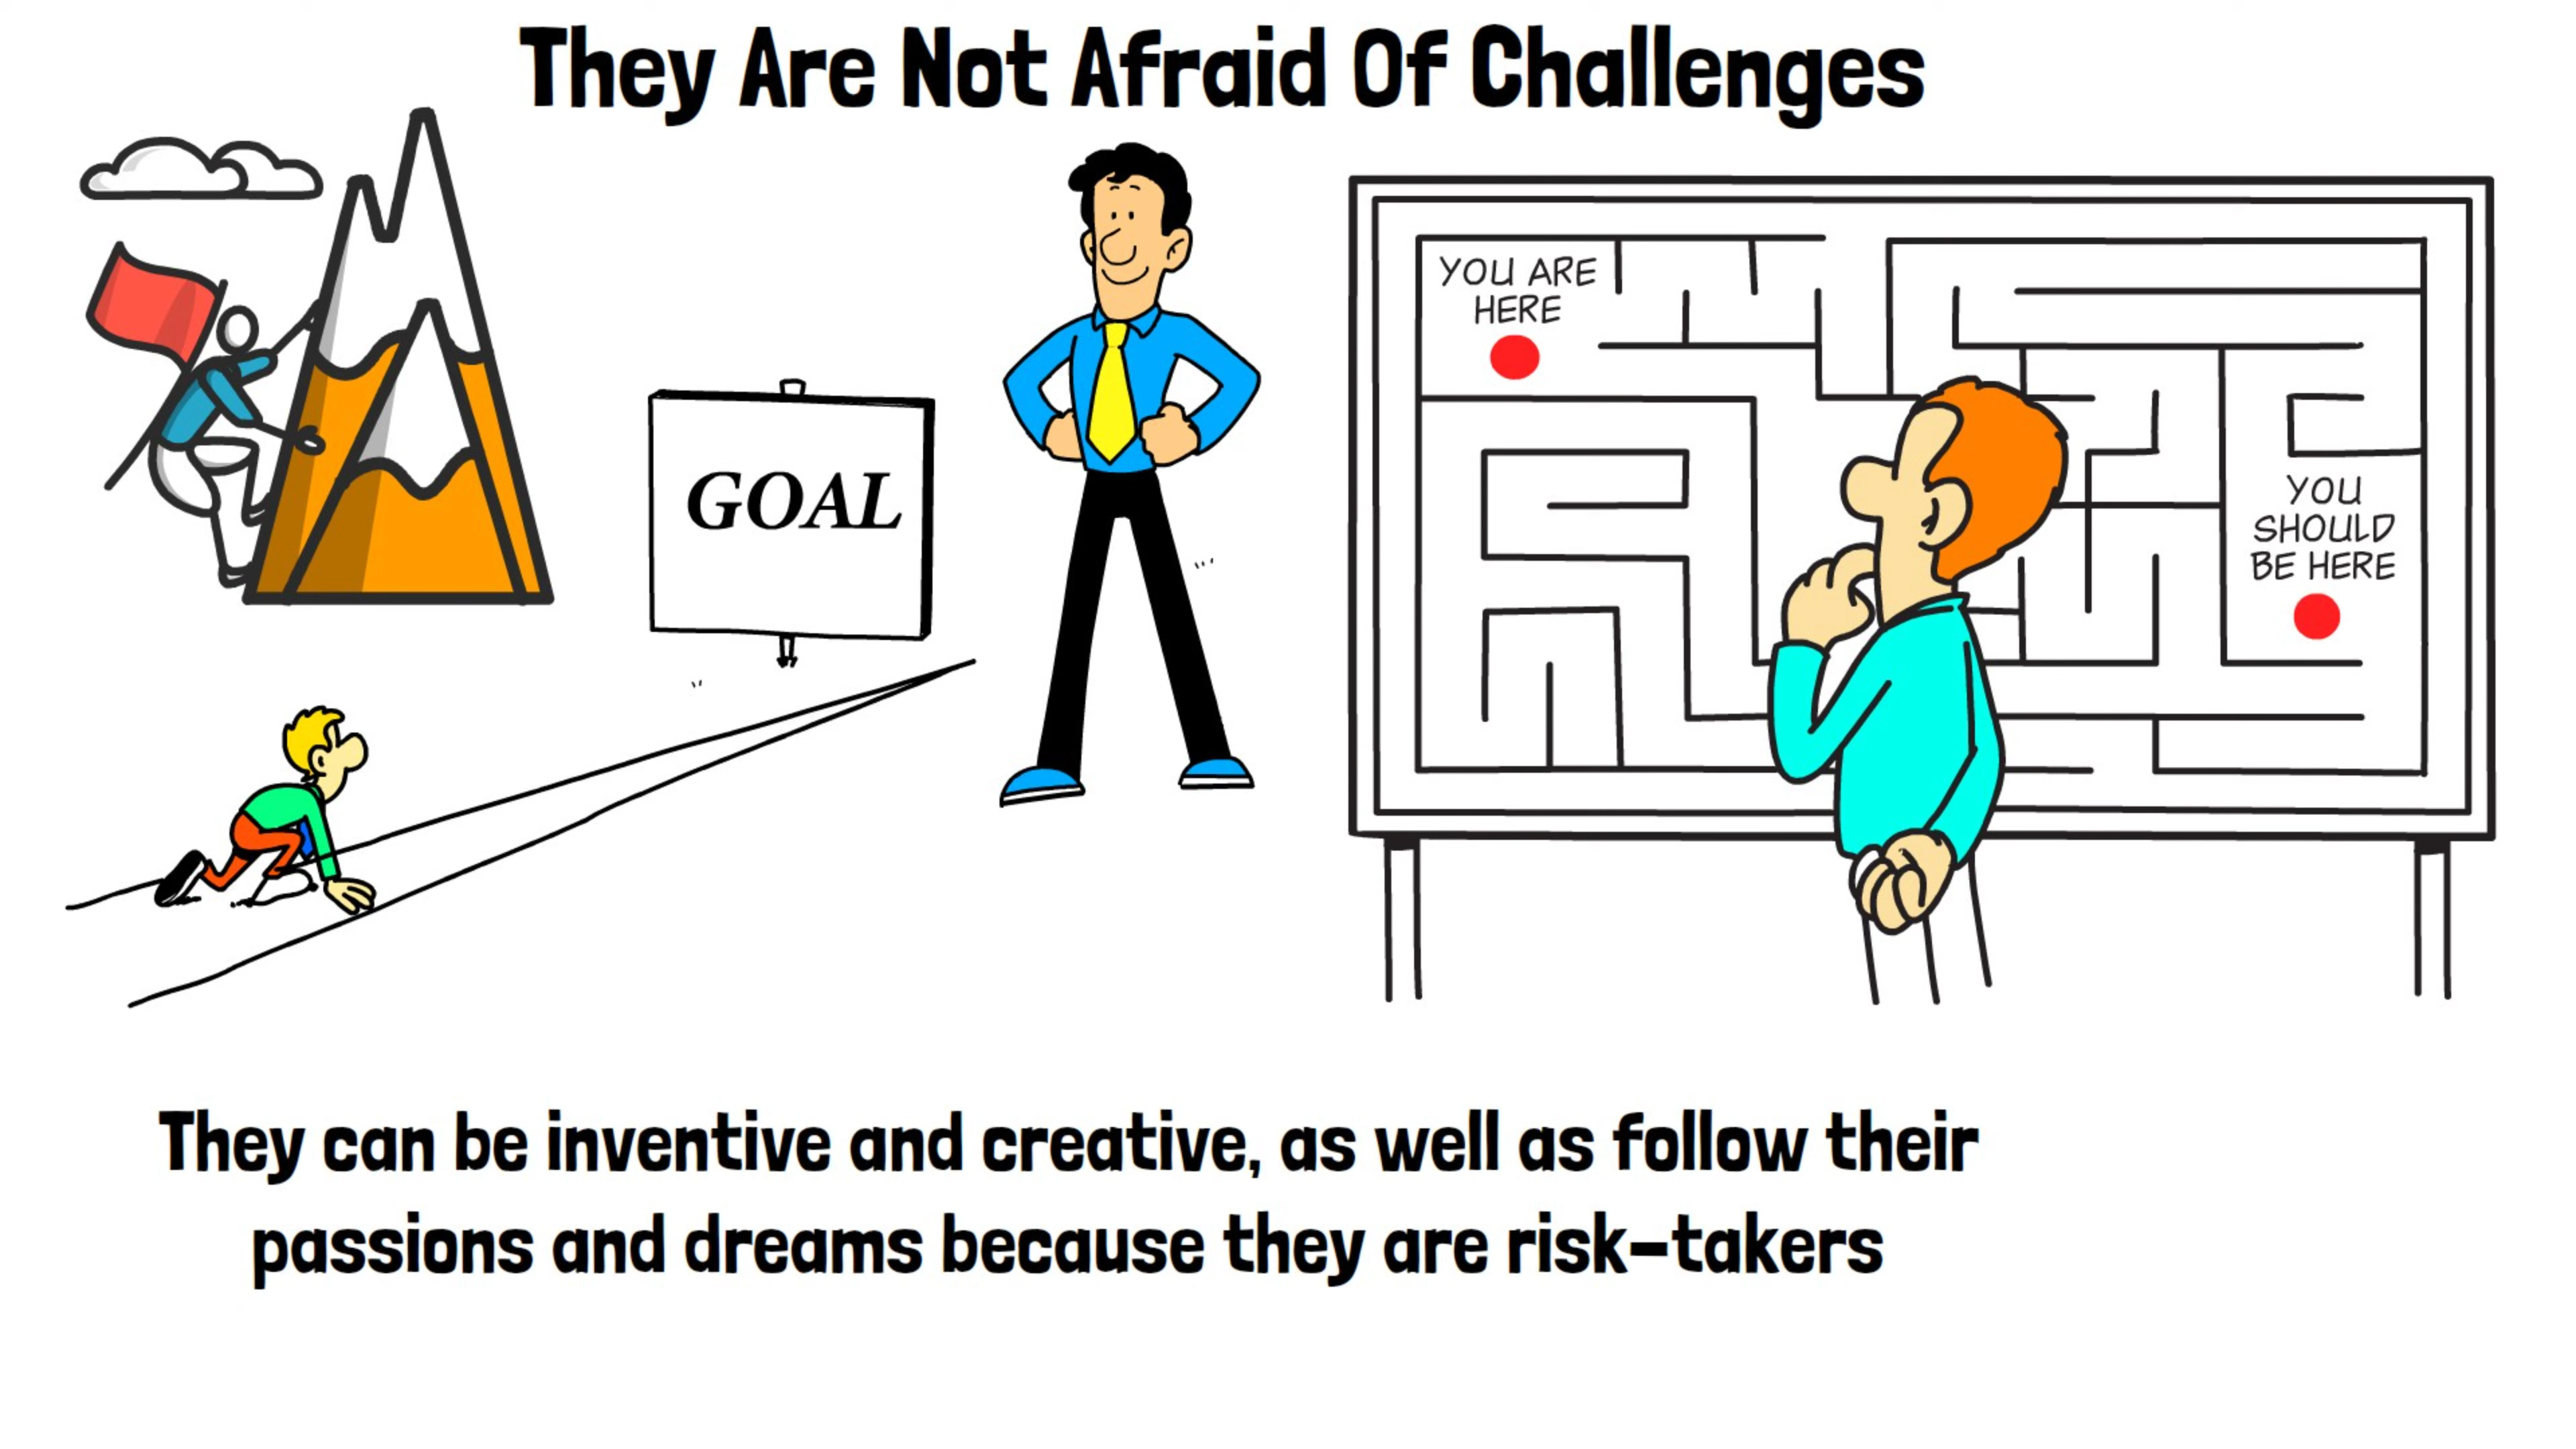 They Are Not Afraid Of Challenges
GOAL
YOU ARE
HERE
YOU
SHOULD
BE HERE
They can be inventive and creative, as well as follow their
passions and dreams because they are risk-takers